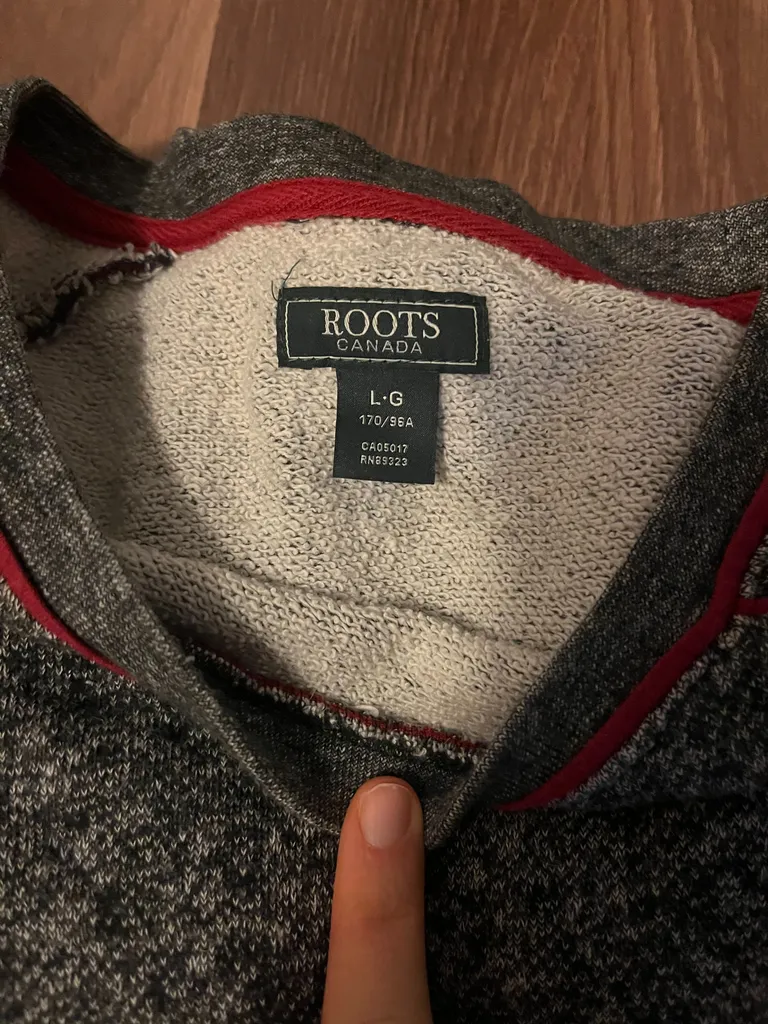 ROOTS
CANADA
L·G
170/96A
CA05017
RN89323